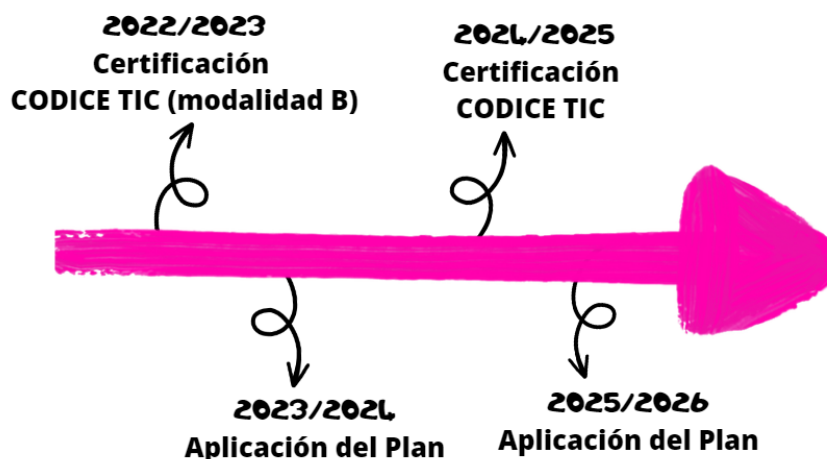 2022/2023
Certificación
CODICE TIC (modalidad B)
2024/2025
Certificación
CODICE TIC
2023/2024
Aplicación del Plan
2025/2026
Aplicación del Plan